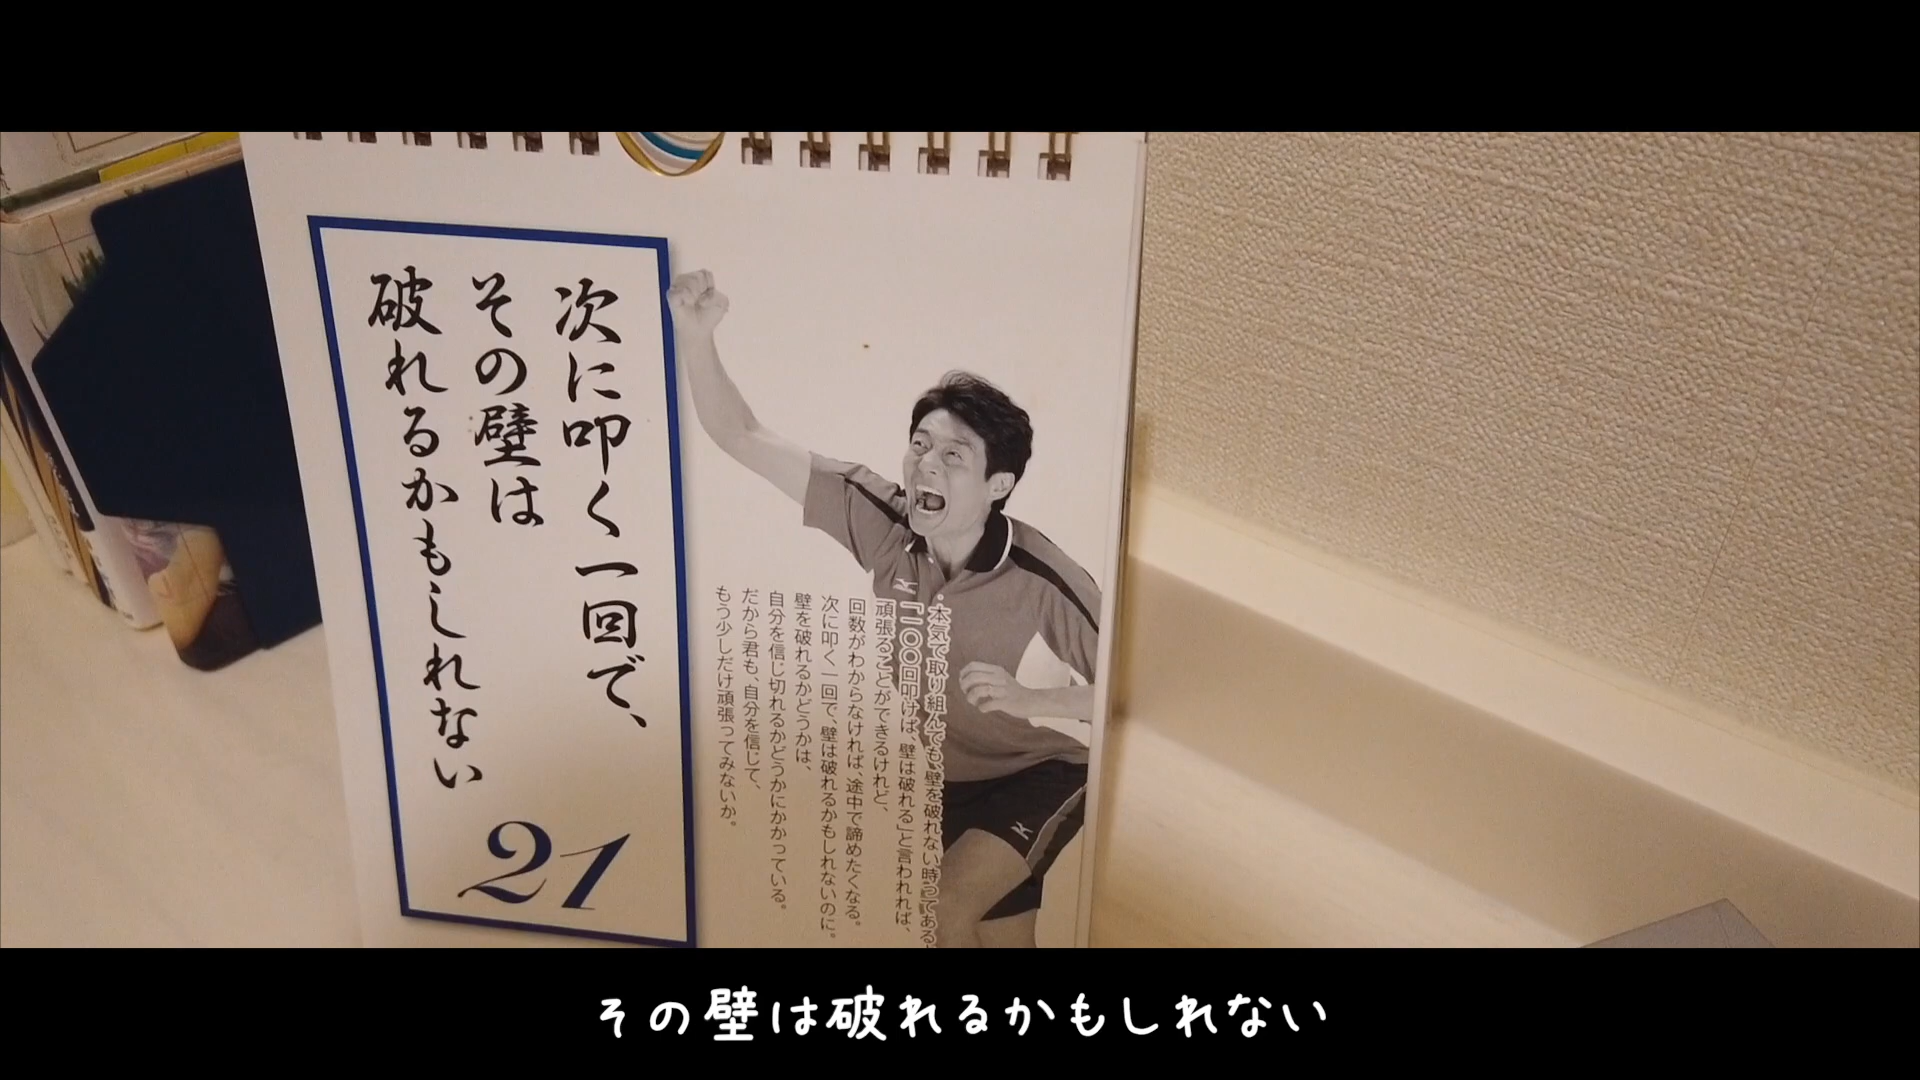 次に叩く一回で、
その壁は
破れるかもしれない
21
本気で取り組んでも、壁を破れない時ってある。
「一〇〇回叩けば、壁は破れる」と言われれば、
頑張ることができるけれど、
回数がわからなければ、途中で諦めたくなる。
次に叩く一回で、壁は破れるかもしれないのに。
壁を破れるかどうかは、
自分を信じ切れるかどうかにかかっている。
だから君も、自分を信じて、
もう少しだけ頑張ってみないか。
その壁は破れるかもしれない